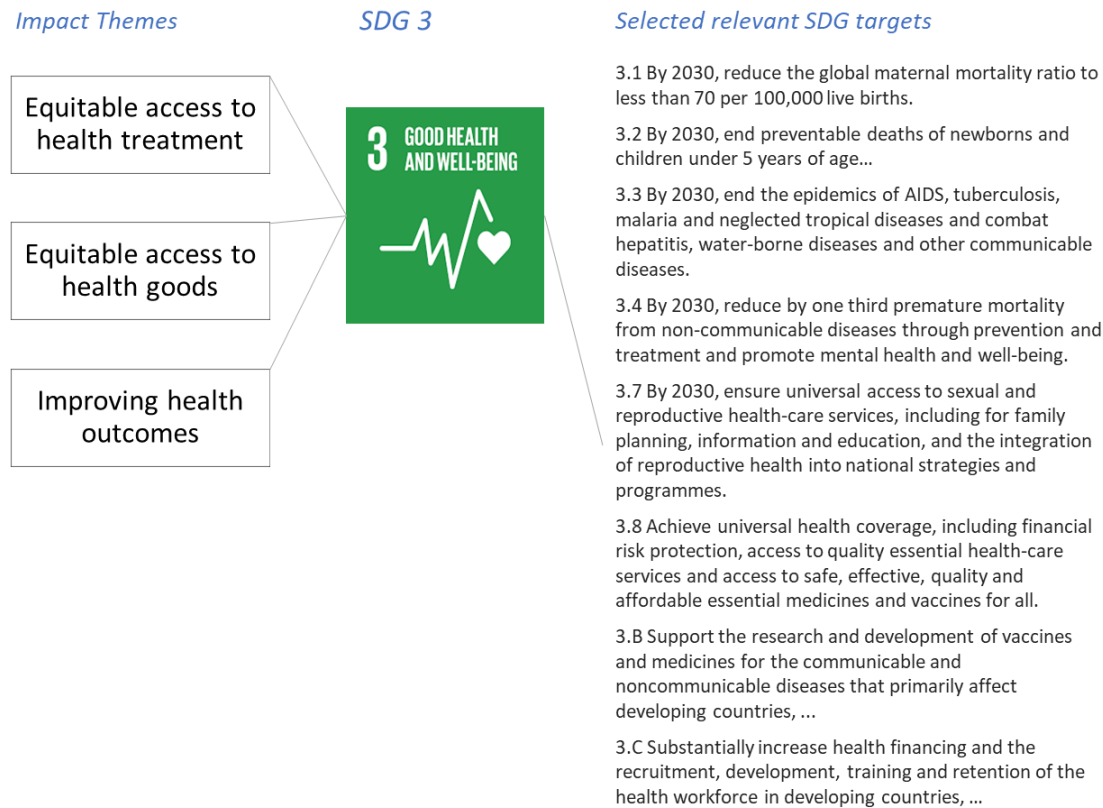 Impact Themes
SDG 3
Selected relevant SDG targets
Equitable access to
health treatment
Equitable access to
health goods
Improving health
outcomes
3 GOOD HEALTH
AND WELL-BEING
3.1 By 2030, reduce the global maternal mortality ratio to
less than 70 per 100,000 live births.
3.2 By 2030, end preventable deaths of newborns and
children under 5 years of age...
3.3 By 2030, end the epidemics of AIDS, tuberculosis,
malaria and neglected tropical diseases and combat
hepatitis, water-borne diseases and other communicable
diseases.
3.4 By 2030, reduce by one third premature mortality
from non-communicable diseases through prevention and
treatment and promote mental health and well-being.
3.7 By 2030, ensure universal access to sexual and
reproductive health-care services, including for family
planning, information and education, and the integration
of reproductive health into national strategies and
programmes.
3.8 Achieve universal health coverage, including financial
risk protection, access to quality essential health-care
services and access to safe, effective, quality and
affordable essential medicines and vaccines for all.
3.B Support the research and development of vaccines
and medicines for the communicable and
noncommunicable diseases that primarily affect
developing countries, ...
3.C Substantially increase health financing and the
recruitment, development, training and retention of the
health workforce in developing countries, ...